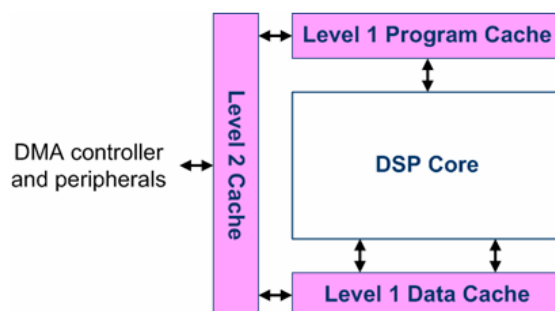 Level 1 Program Cache
Level 2 Cache
DMA controller
and peripherals
DSP Core
Level 1 Data Cache